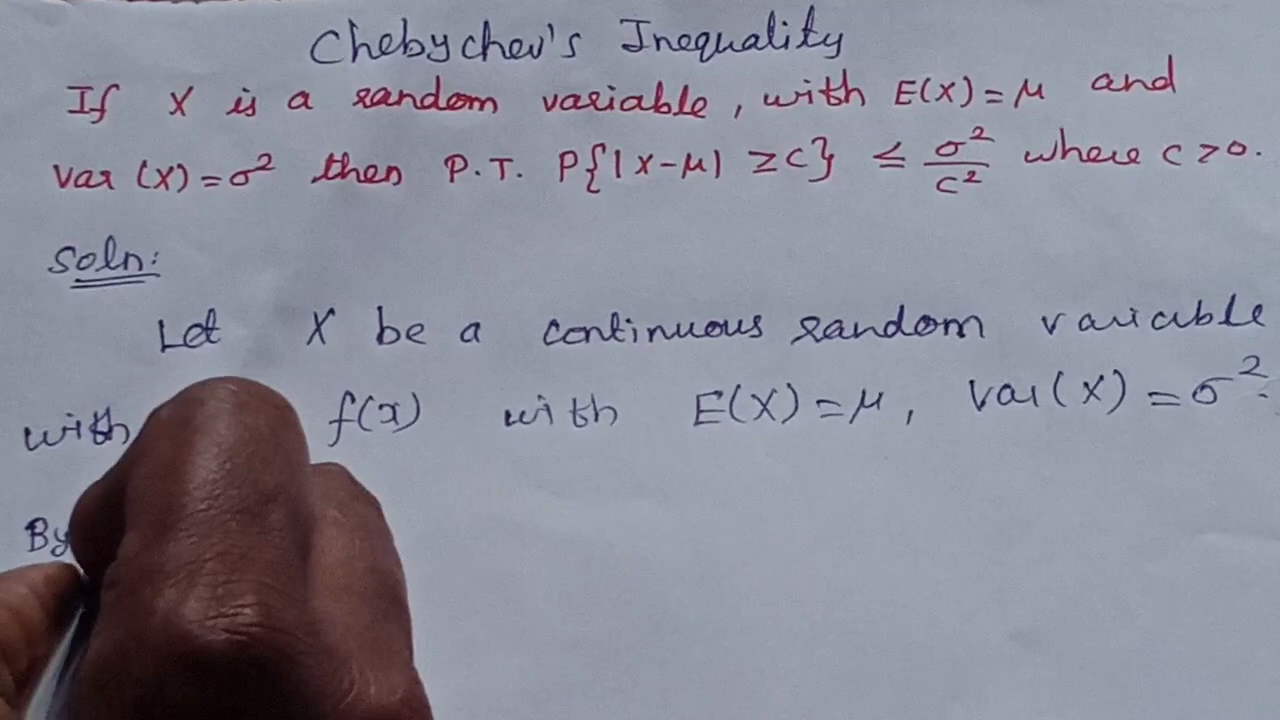 Chebychev's Inequality
If X is a random variable, with E(X) = μ and
Var (X) = σ² then P.T. P{|X-μ| ≥ c} ≤ σ²/c² where c > 0.
Soln:
Let X be a continuous random variable
with f(x) with E(X) = μ, Var(X) = σ².
By